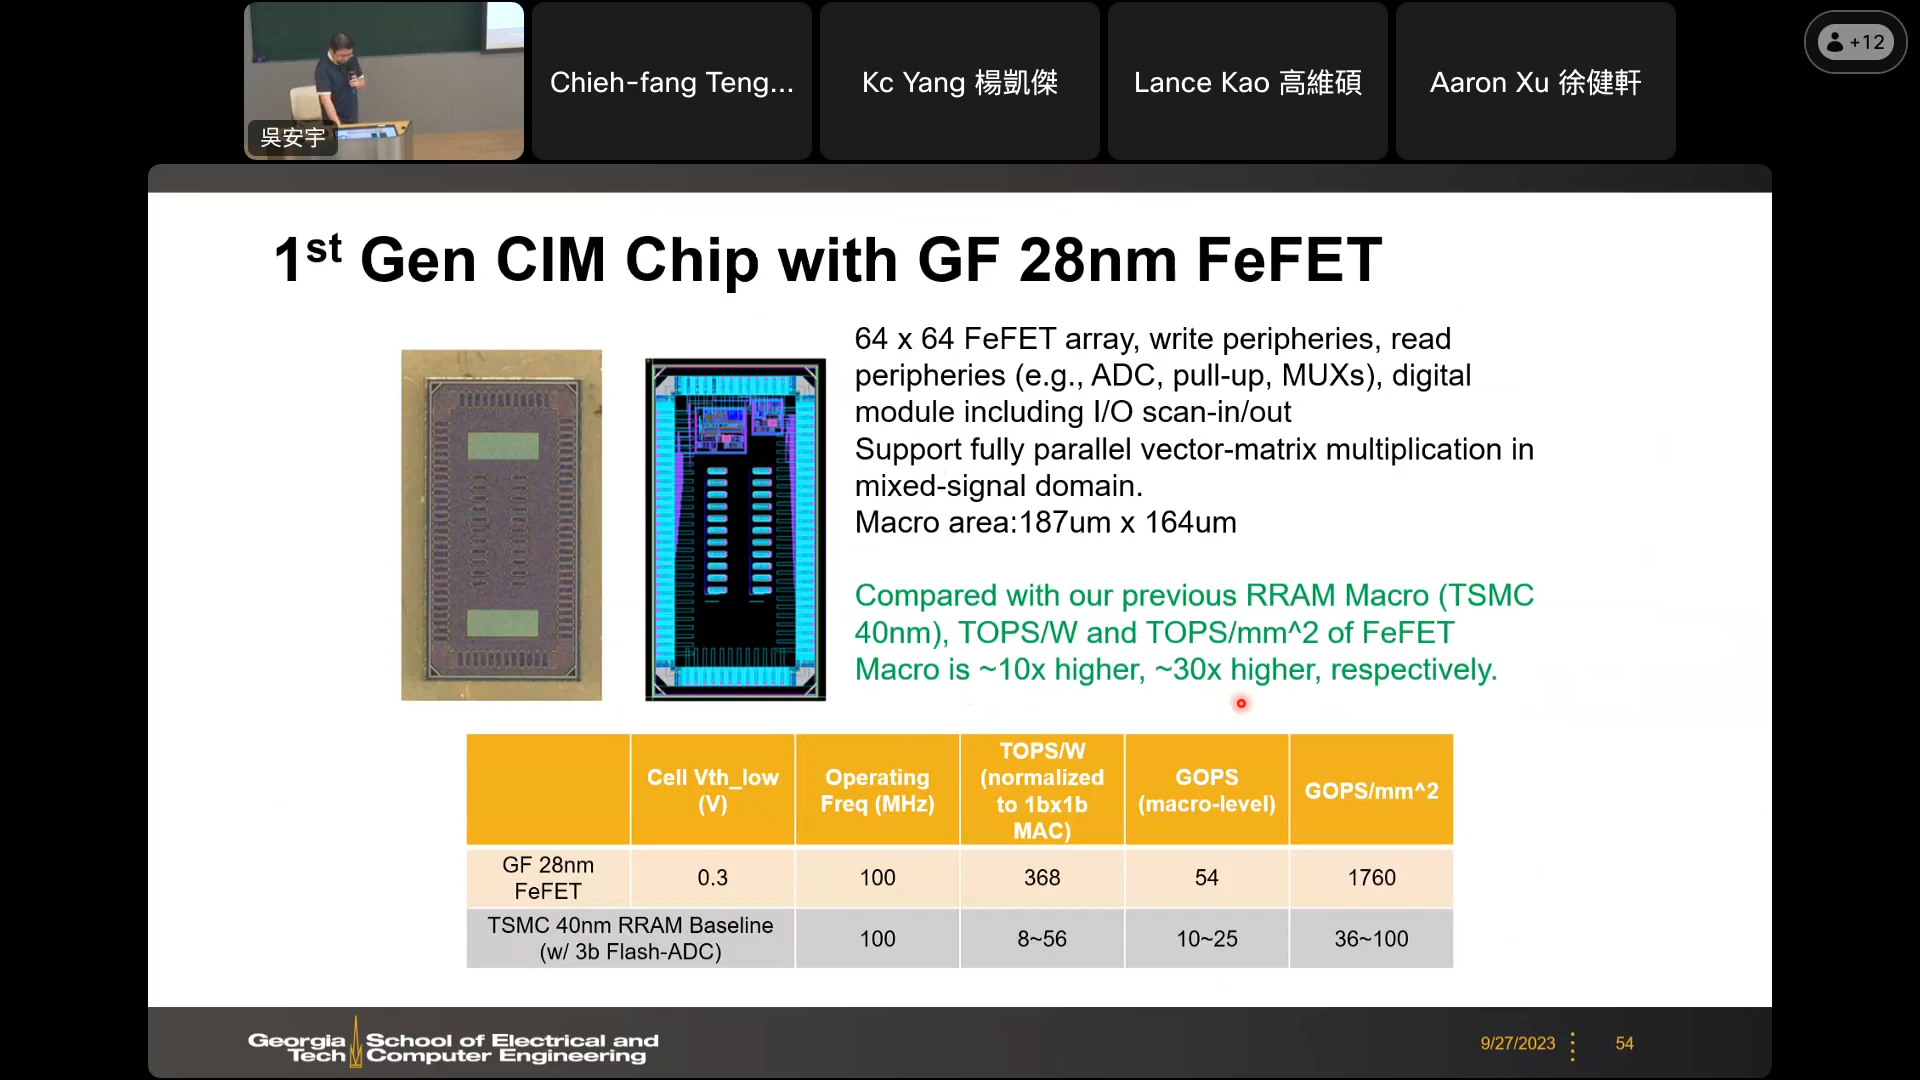 吳安宇
Chieh-fang Teng...
Kc Yang 楊凱傑
Lance Kao 高維碩
Aaron Xu 徐健軒
+12
1st Gen CIM Chip with GF 28nm FeFET
64 x 64 FeFET array, write peripheries, read
peripheries (e.g., ADC, pull-up, MUXs), digital
module including I/O scan-in/out
Support fully parallel vector-matrix multiplication in
mixed-signal domain.
Macro area:187um x 164um
Compared with our previous RRAM Macro (TSMC
40nm), TOPS/W and TOPS/mm^2 of FeFET
Macro is ~10x higher, ~30x higher, respectively.
Cell Vth_low
(V)
Operating
Freq (MHz)
TOPS/W
(normalized
to 1bx1b
MAC)
GOPS
(macro-level)
GOPS/mm^2
GF 28nm
FeFET
0.3
100
368
54
1760
TSMC 40nm RRAM Baseline
(w/ 3b Flash-ADC)
100
8~56
10~25
36~100
Georgia
Tech
School of Electrical and
Computer Engineering
9/27/2023
54